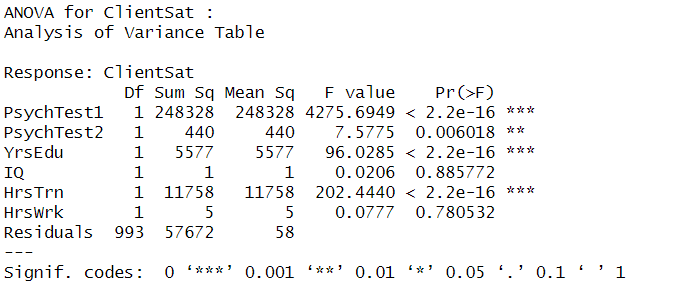 ANOVA for ClientSat :
Analysis of Variance Table
Response: ClientSat
Df Sum Sq Mean Sq F value Pr(>F)
PsychTest1 1 248328 248328 4275.6949 < 2.2e-16 ***
PsychTest2 1 440 440 7.5775 0.006018 **
YrsEdu 1 5577 5577 96.0285 < 2.2e-16 ***
IQ 1 1 1 0.0206 0.885772
HrsTrn 1 11758 11758 202.4440 < 2.2e-16 ***
HrsWrk 1 5 5 0.0777 0.780532
Residuals 993 57672 58
---
Signif. codes: 0 ‘***’ 0.001 ‘**’ 0.01 ‘*’ 0.05 ‘.’ 0.1 ‘ ’ 1